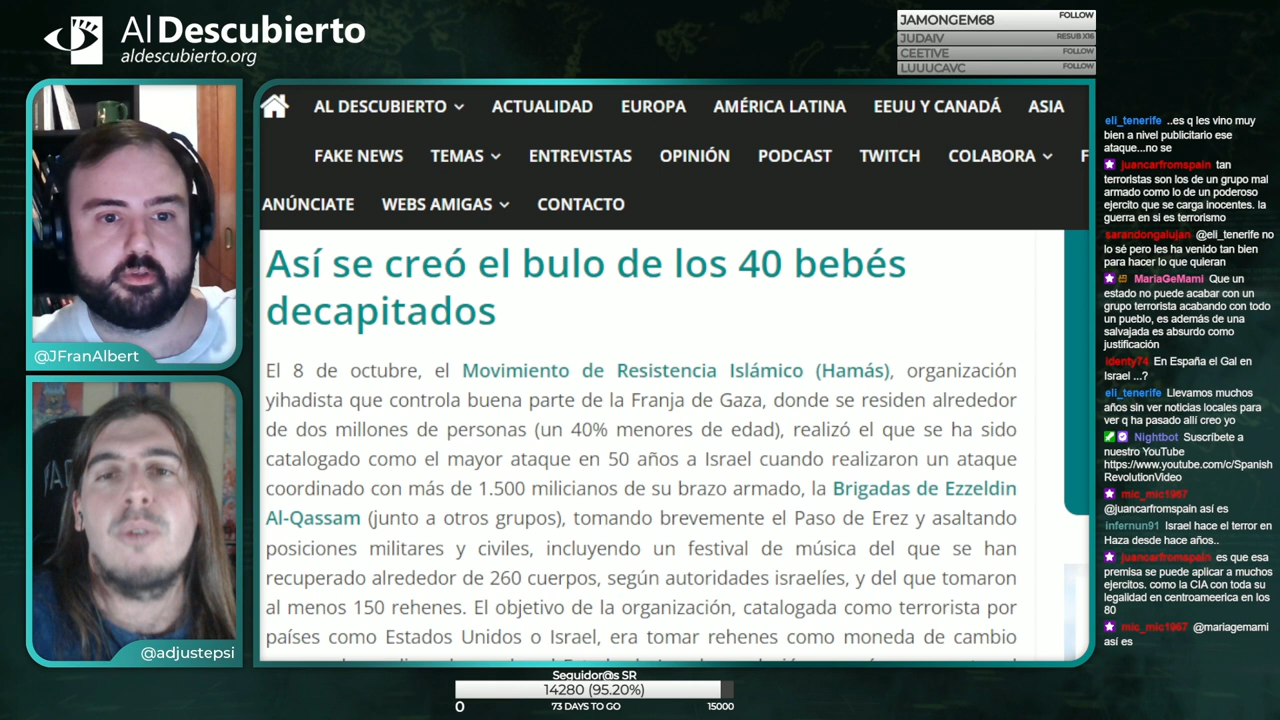 Al Descubierto
aldescubierto.org
JAMONGEM68 FOLLOW
JUDAIV RESUB X16
CEETIVE FOLLOW
LUUUCAVC FOLLOW
AL DESCUBIERTO ACTUALIDAD EUROPA AMÉRICA LATINA EEUU Y CANADÁ ASIA
FAKE NEWS TEMAS ENTREVISTAS OPINIÓN PODCAST TWITCH COLABORA F
ANÚNCIATE WEBS AMIGAS CONTACTO
Así se creó el bulo de los 40 bebés
decapitados
El 8 de octubre, el Movimiento de Resistencia Islámico (Hamás), organización
yihadista que controla buena parte de la Franja de Gaza, donde se residen alrededor
de dos millones de personas (un 40% menores de edad), realizó el que se ha sido
catalogado como el mayor ataque en 50 años a Israel cuando realizaron un ataque
coordinado con más de 1.500 milicianos de su brazo armado, la Brigadas de Ezzeldin
Al-Qassam (junto a otros grupos), tomando brevemente el Paso de Erez y asaltando
posiciones militares y civiles, incluyendo un festival de música del que se han
recuperado alrededor de 260 cuerpos, según autoridades israelíes, y del que tomaron
al menos 150 rehenes. El objetivo de la organización, catalogada como terrorista por
países como Estados Unidos o Israel, era tomar rehenes como moneda de cambio
@JFranAlbert
@adjustepsi
eli_tenerife ..es q les vino muy
bien a nivel publicitario ese
ataque...no se
juancarfromspain tan
terroristas son los de un grupo mal
armado como lo de un poderoso
ejercito que se carga inocentes. la
guerra en si es terrorismo
sarandongalujan @eli_tenerife no
lo sé pero les ha venido tan bien
para hacer lo que quieran
MariaGeMami Que un
estado no puede acabar con un
grupo terrorista acabando con todo
un pueblo, es además de una
salvajada es absurdo como
justificación
identy74 En España el Gal en
Israel ...?
eli_tenerife Llevamos muchos
años sin ver noticias locales para
ver q ha pasado allí creo yo
Nightbot Suscríbete a
nuestro YouTube
https://www.youtube.com/c/Spanish
RevolutionVideo
mic_mic1967
@juancarfromspain así es
infernun91 Israel hace el terror en
Haza desde hace años..
juancarfromspain es que esa
premisa se puede aplicar a muchos
ejercitos. como la CIA con toda su
legalidad en centroameerica en los
80
mic_mic1967 @mariagemami
así es
Seguidor@s SR
14280 (95.20%)
0 73 DAYS TO GO 15000